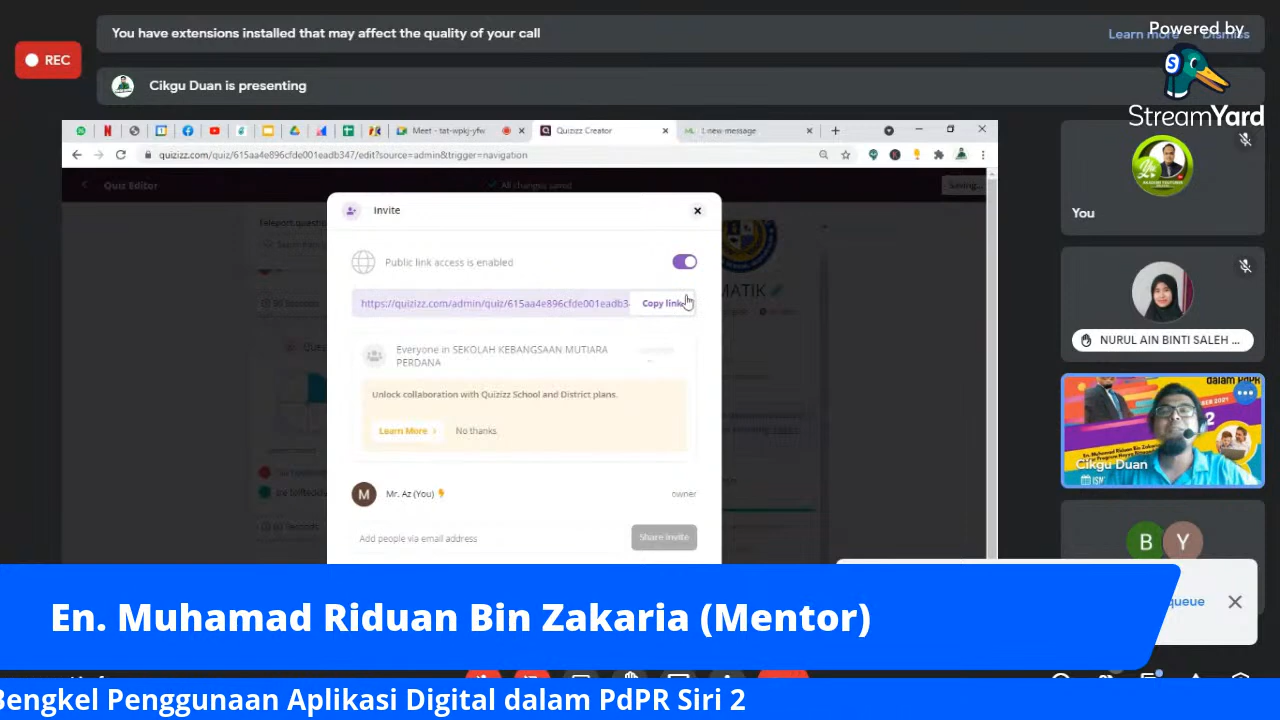 You have extensions installed that may affect the quality of your call
Learn more
Dismiss
Powered by
StreamYard
REC
Cikgu Duan is presenting
Meet - tat-wpkj-yfw
Quizizz Creator
1 new message
quizizz.com/quiz/615aa4e896cfde001eadb347/edit?source=admin&trigger=navigation
Quiz Editor
All changes saved
Saving...
Invite
Public link access is enabled
https://quizizz.com/admin/quiz/615aa4e896cfde001eadb3
Copy link
Everyone in SEKOLAH KEBANGSAAN MUTIARA
PERDANA
Unlock collaboration with Quizizz School and District plans.
Learn More
No thanks
M
Mr. Az (You)
owner
Add people via email address
Share invite
You
NURUL AIN BINTI SALEH ...
dalam PdPR
2
Cikgu Duan
B
Y
queue
En. Muhamad Riduan Bin Zakaria (Mentor)
Bengkel Penggunaan Aplikasi Digital dalam PdPR Siri 2